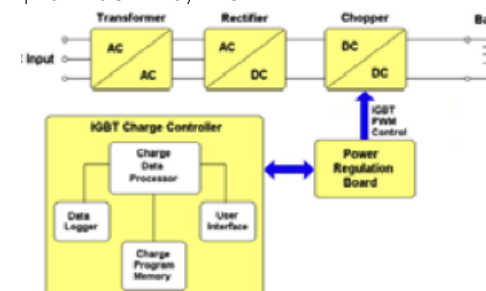 Transformer Rectifier Chopper
AC AC DC
Input
AC DC DC
IGBT
PWM
Control
IGBT Charge Controller
Charge
Data
Processor
Power
Regulation
Board
Data
Logger
User
Interface
Charge
Program
Memory